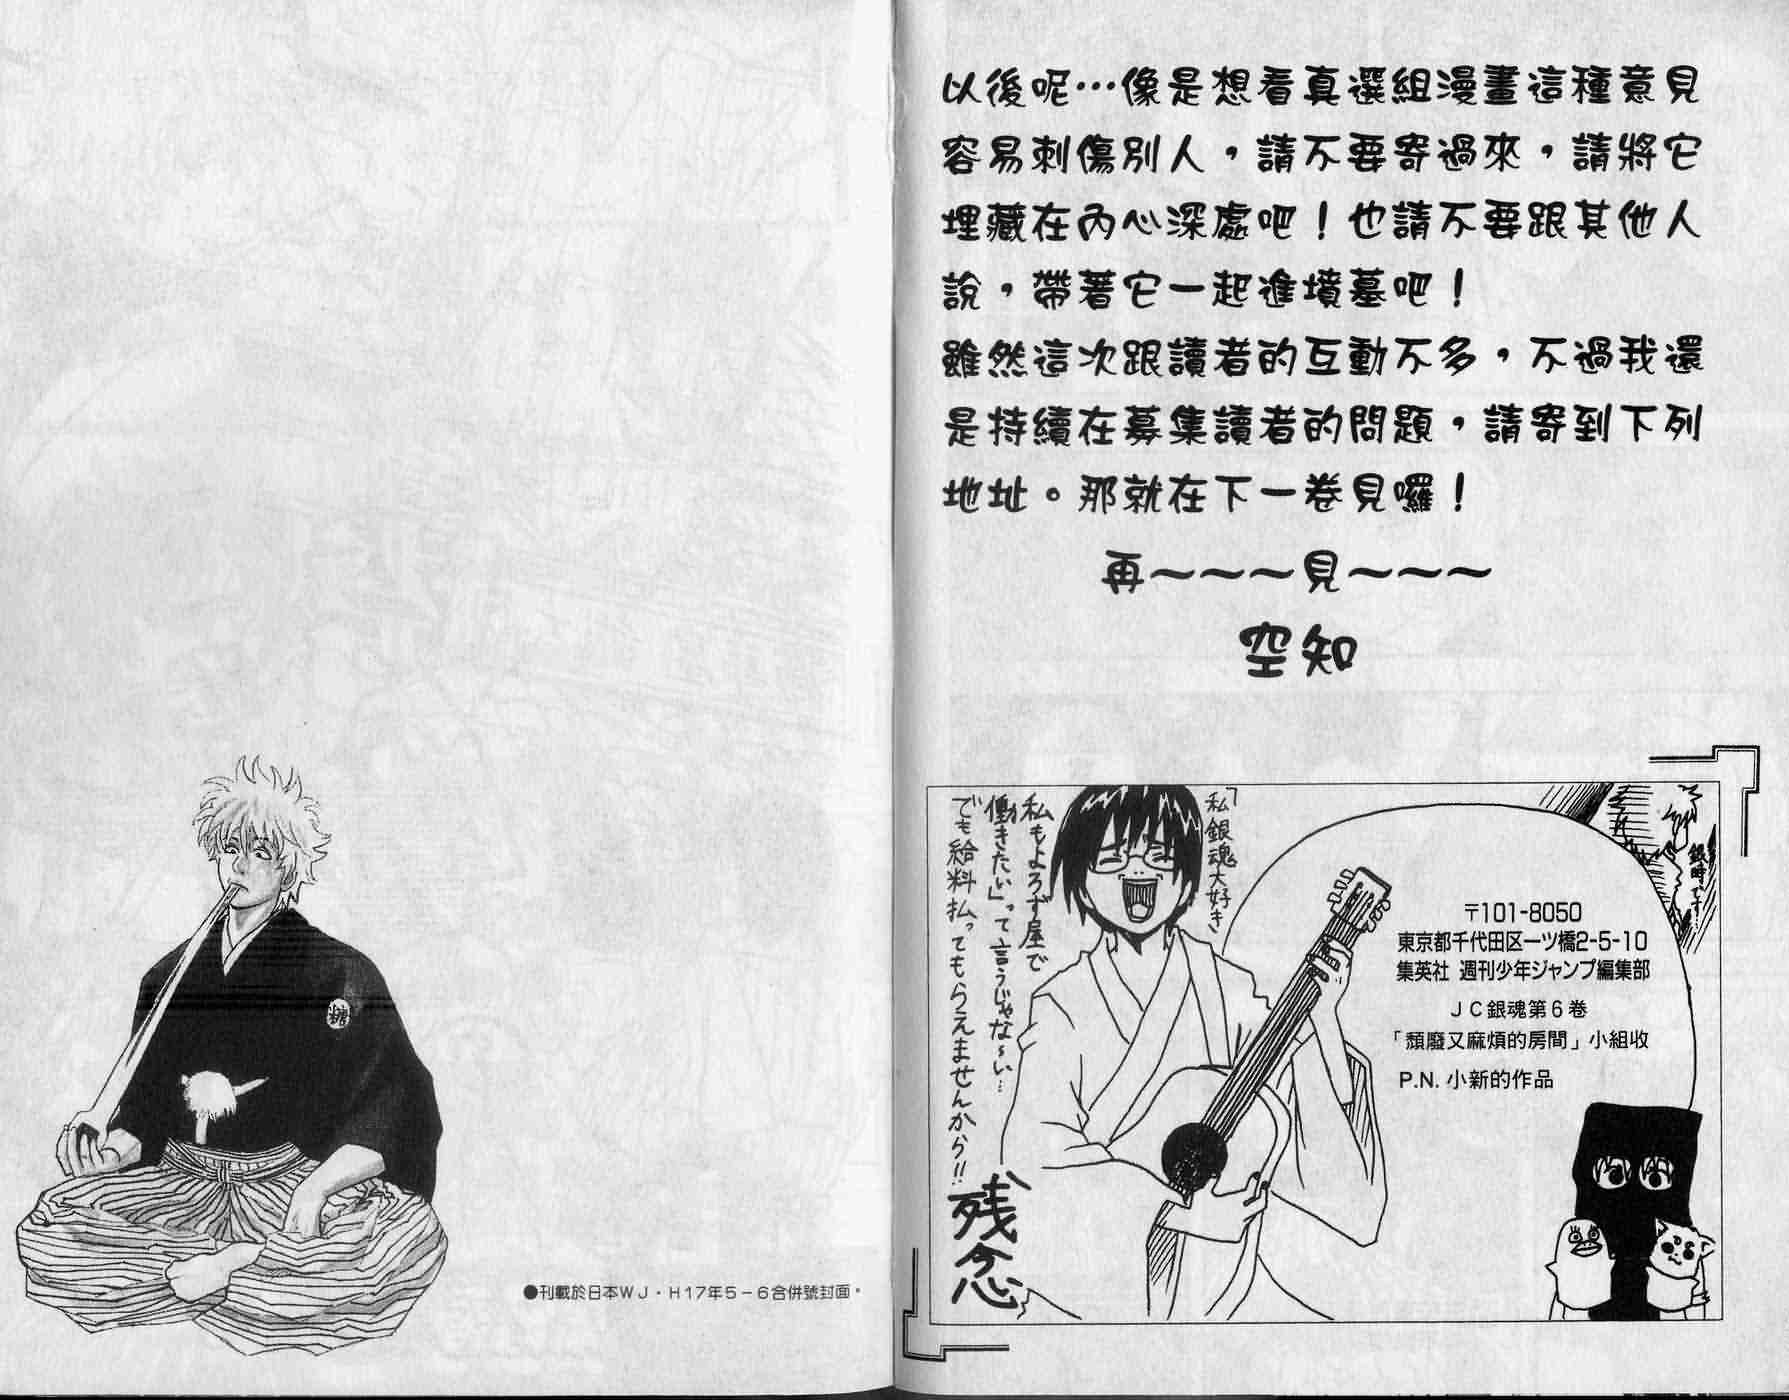 以後呢…像是想看真選組漫畫這種意見
容易刺傷別人，請不要寄過來，請將它
埋藏在內心深處吧！也請不要跟其他人
說，帶著它一起進墳墓吧！
雖然這次跟讀者的互動不多，不過我還
是持續在募集讀者的問題，請寄到下列
地址。那就在下一卷見囉！
再～～～見～～～
空知
「私銀魂大好き
私もよろず屋で
働きたい」って言うじゃな〜い…
でも給料払ってもらえませんから!!
残念
銀時です…
〒101-8050
東京都千代田区一ツ橋2-5-10
集英社 週刊少年ジャンプ編集部
ＪＣ銀魂第６卷
「頹廢又麻煩的房間」小組收
P.N. 小新的作品
糖
●刊載於日本ＷＪ・Ｈ17年５－６合併號封面。